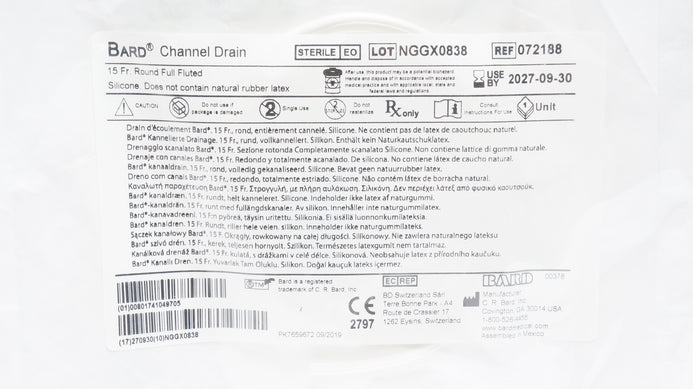 BARD® Channel Drain
STERILE EO
LOT NGGX0838
REF 072188
15 Fr. Round Full Fluted
Silicone. Does not contain natural rubber latex
After use, this product may be a potential biohazard.
Handle and dispose of in accordance with accepted
medical practice and with applicable local, state and
federal laws and regulations
USE BY 2027-09-30
CAUTION
Do not use if package is damaged
Single Use
Do not resterilize
Rx only
Consult Instructions For Use
1 Unit
Drain d'écoulement Bard®. 15 Fr., rond, entièrement cannelé. Silicone. Ne contient pas de latex de caoutchouc naturel.
Bard® Kannelierte Drainage. 15 Fr., rund, vollkanneliert. Silikon. Enthält kein Naturkautschuklatex.
Drenaggio scanalato Bard®. 15 Fr. Sezione rotonda Completamente scanalato Silicone. Non contiene lattice di gomma naturale.
Drenaje con canales Bard®. 15 Fr. Redondo y totalmente acanalado. De silicona. No contiene látex de caucho natural.
Bard® kanaaldrain. 15 Fr., rond, volledig gekanaliseerd. Silicone. Bevat geen natuurrubber latex.
Dreno com canais Bard®. 15 Fr., redondo, totalmente estriado. Silicone. Não contém látex de borracha natural.
Καναλωτή παροχέτευση Bard®. 15 Fr. Στρογγυλή, με πλήρη αυλάκωση. Σιλικόνη. Δεν περιέχει λάτεξ από φυσικό καουτσούκ.
Bard® kanaldræn. 15 Fr., rundt, helt kanneleret. Silicone. Indeholder ikke latex af naturgummi.
Bard®-kanaldrän. 15 Fr., runt med fullängdskanaler. Av silikon. Innehåller inte naturgummilatex.
Bard®-kanavadreeni. 15 Fr:n pyöreä, täysin uritettu. Silikonia. Ei sisällä luonnonkumilateksia.
Bard® kanaldren. 15 Fr. Runt, riller hele veien. silikon. Inneholder ikke naturgummilateks.
Sączek kanałowy Bard®. 15 Fr. Okrągły, rowkowany na całej długości. Silikonowy. Nie zawiera naturalnego lateksu
Bard® szívó drén. 15 Fr., kerek, teljesen hornyolt. Szilikon. Természetes latexgumit nem tartalmaz.
Kanálková drenáž Bard®. 15 Fr. kulatá, s drážkami v celé délce. Silikonová. Neobsahuje latex z přírodního kaučuku.
Bard® Kanallı Dren. 15 Fr. Yuvarlak Tam Oluklu. Silikon. Doğal kauçuk lateks içermez.
(01)00801741049705
(17)270930(10)NGGX0838
TM
Bard is a registered
trademark of C. R. Bard, Inc.
PK7659672 09/2019
CE
2797
EC REP
BD Switzerland Sàrl
Terre Bonne Park - A4
Route de Crassier 17
1262 Eysins, Switzerland
BARD
00378
Manufacturer
C. R. Bard, Inc.
Covington, GA 30014 USA
www.bardmedical.com
Assembled in Mexico